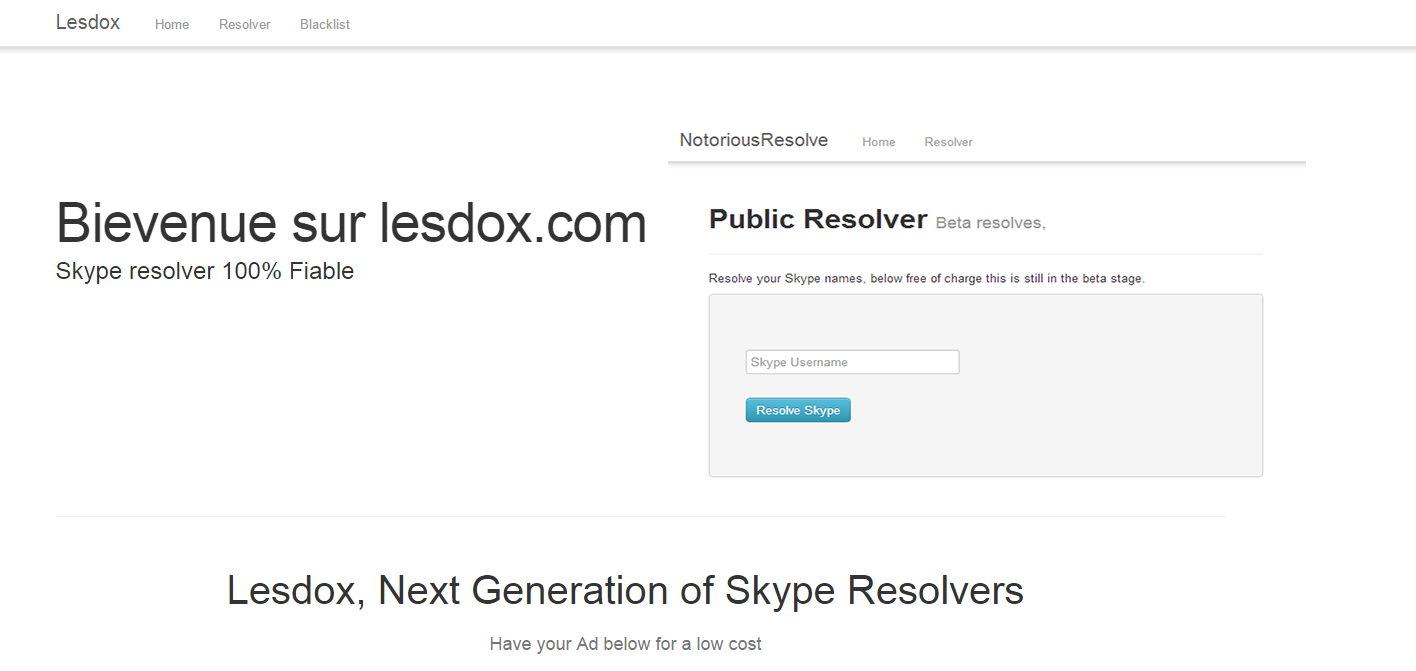 Lesdox Home Resolver Blacklist
NotoriousResolve Home Resolver
Bievenue sur lesdox.com
Skype resolver 100% Fiable
Public Resolver Beta resolves,
Resolve your Skype names, below free of charge this is still in the beta stage.
Skype Username
Resolve Skype
Lesdox, Next Generation of Skype Resolvers
Have your Ad below for a low cost